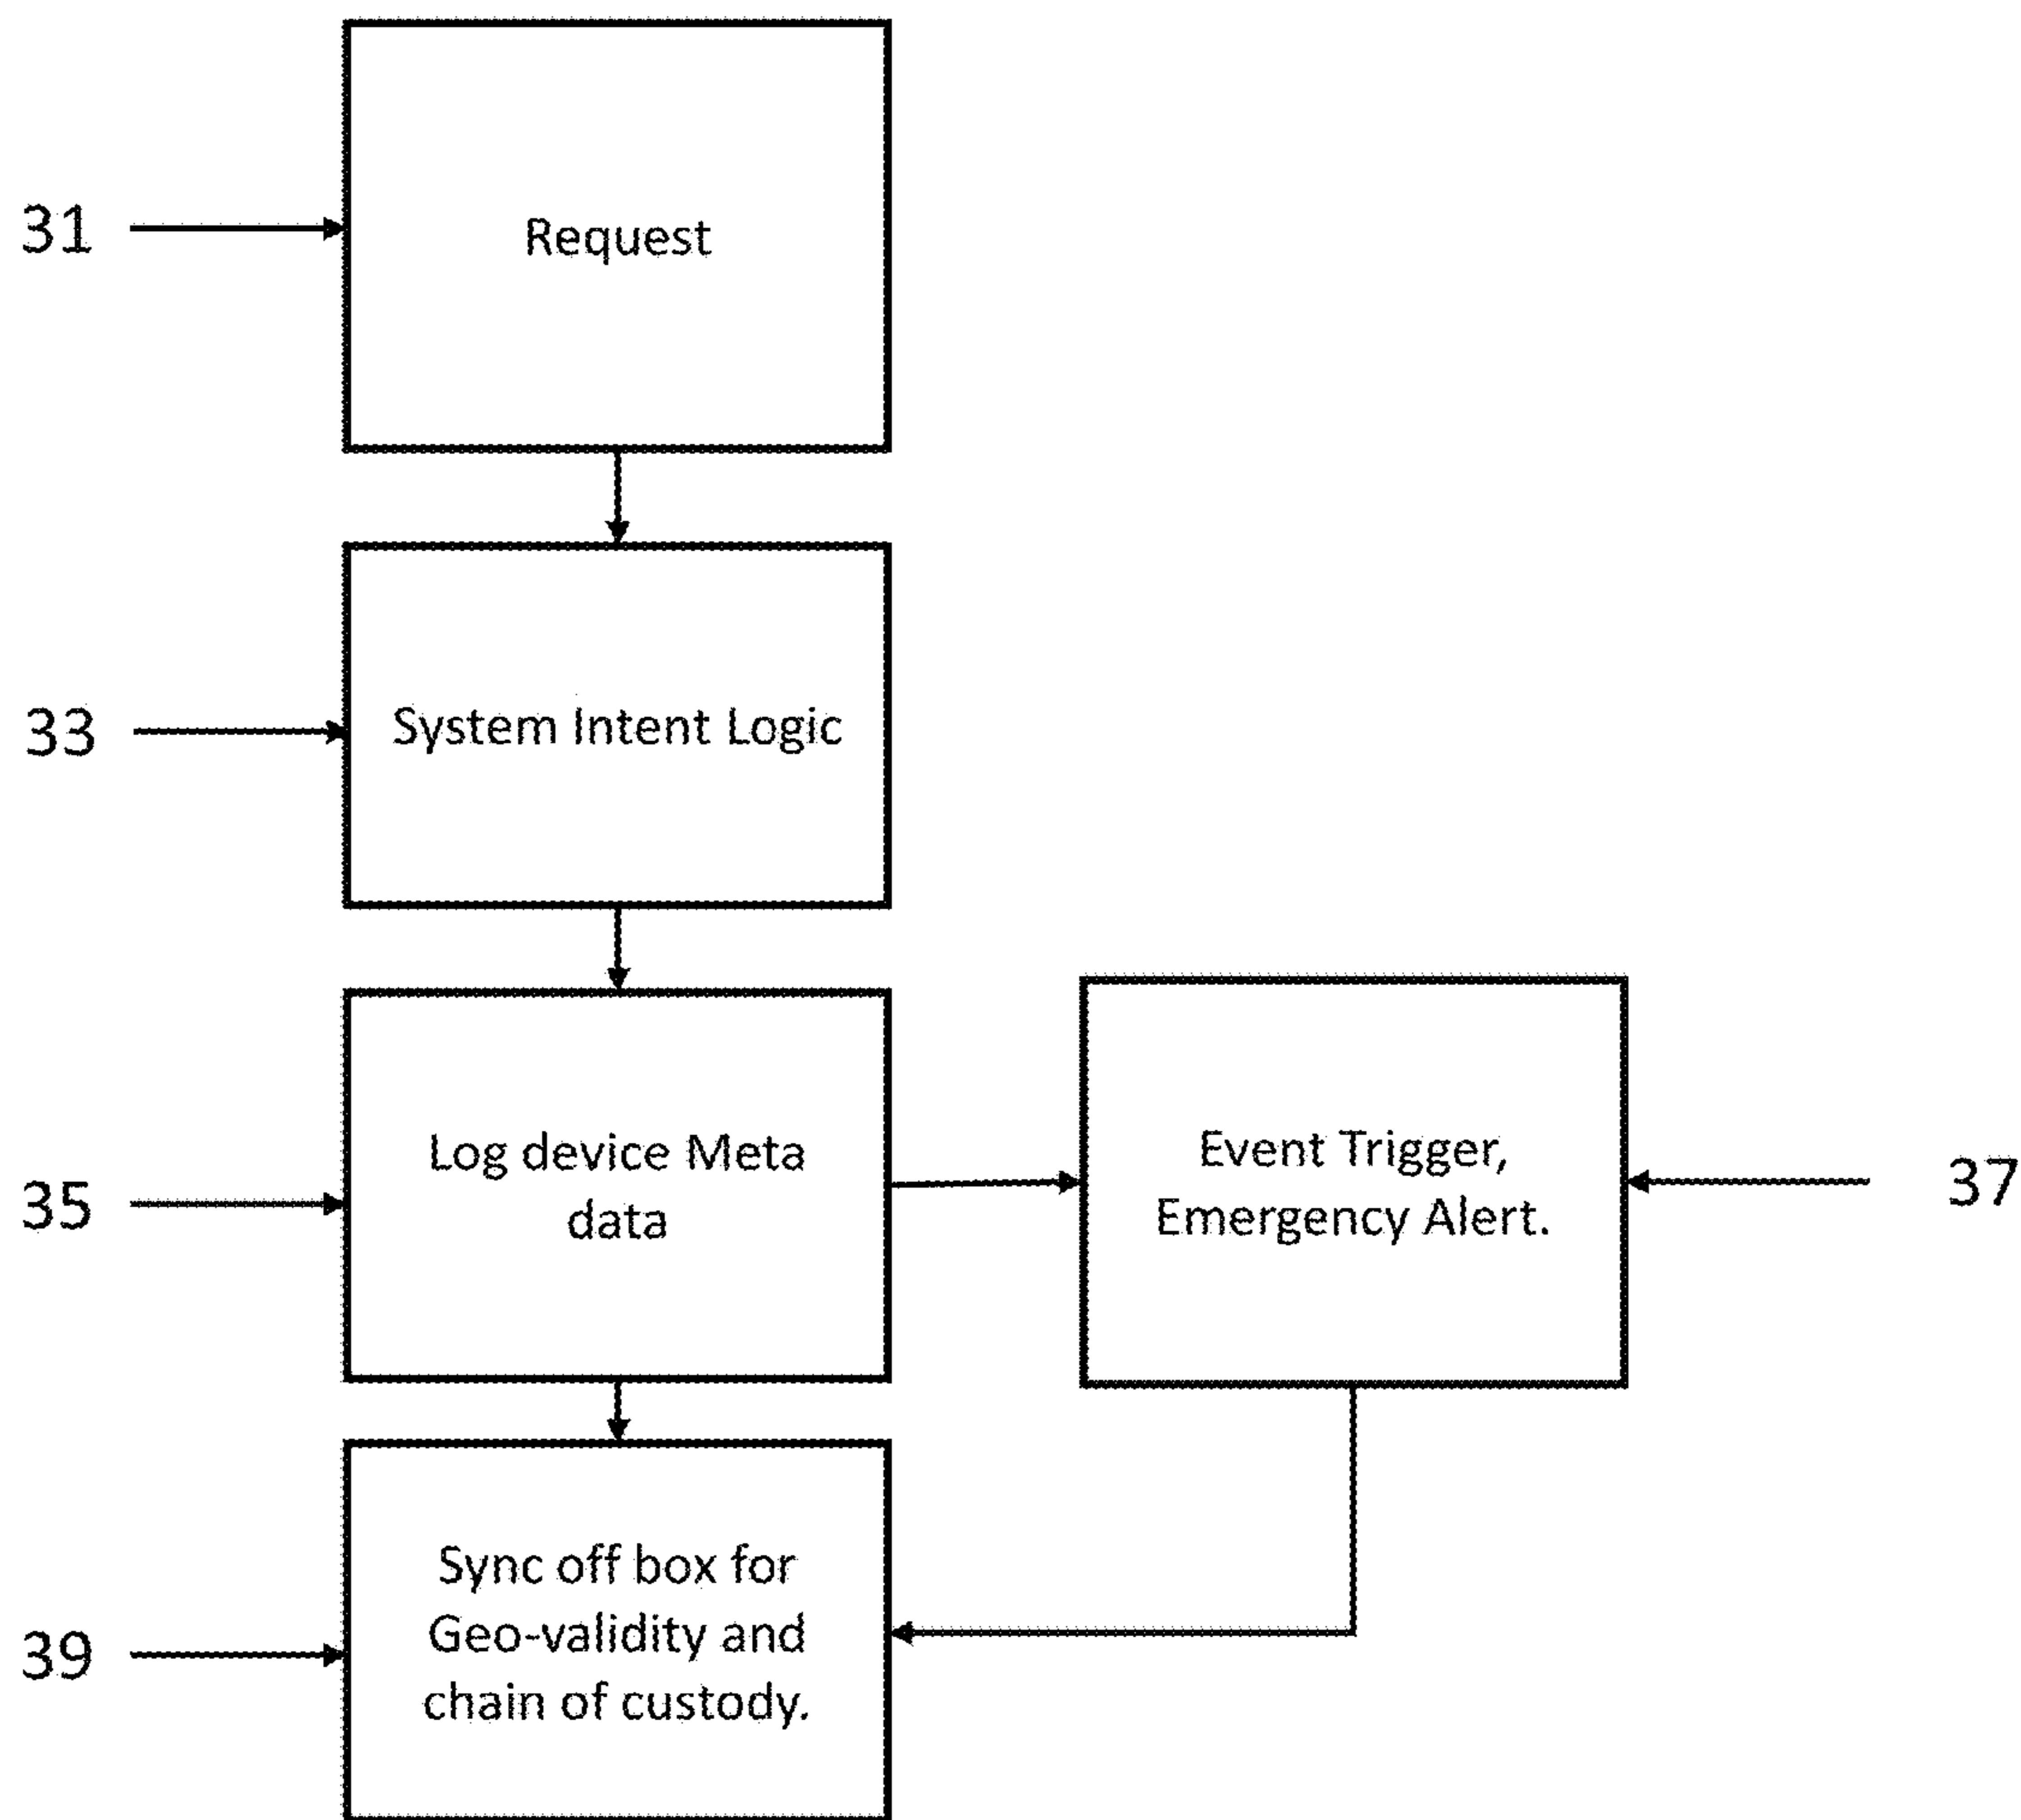 31
Request
33
System Intent Logic
35
Log device Meta
data
Event Trigger,
Emergency Alert.
37
39
Sync off box for
Geo-validity and
chain of custody.